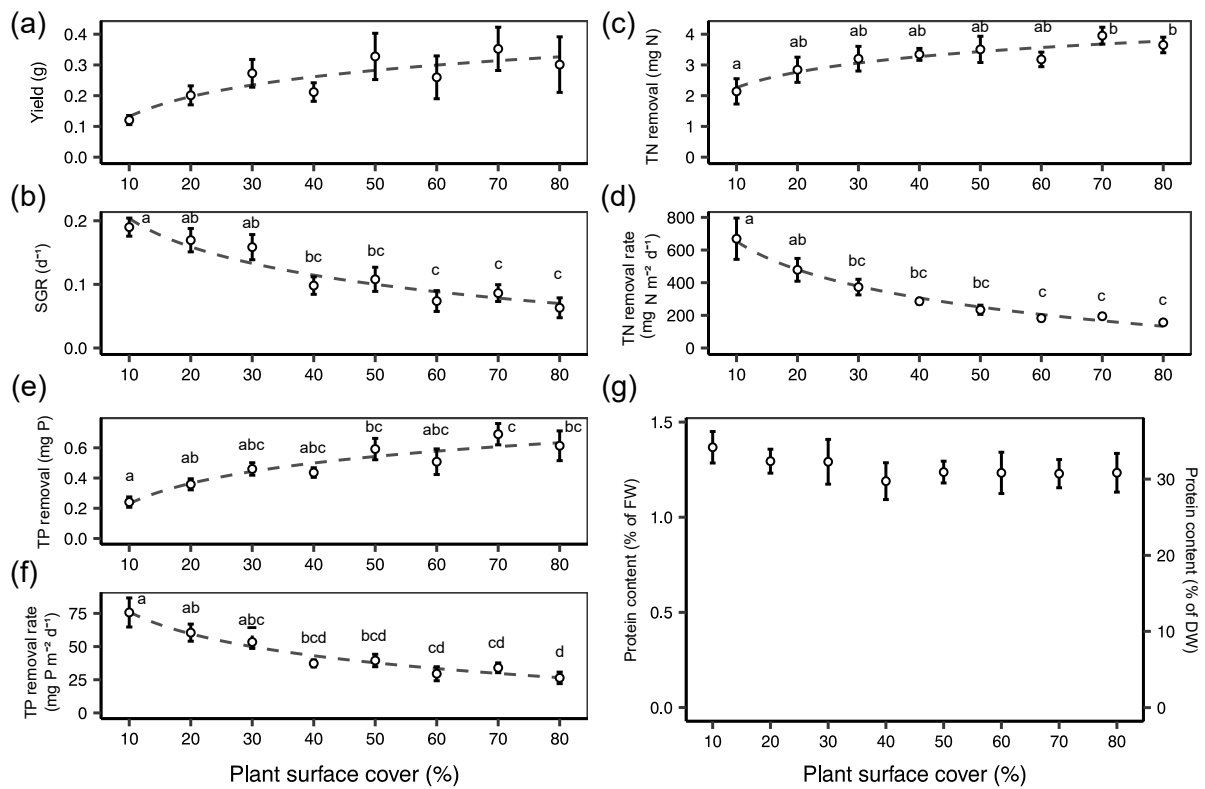 (a)
Yield (g)
0.4
0.3
0.2
0.1
0.0
10 20 30 40 50 60 70 80
(b)
SGR (d⁻¹)
0.2
0.1
0.0
a ab ab bc bc c c c
10 20 30 40 50 60 70 80
(e)
TP removal (mg P)
0.6
0.4
0.2
0.0
a ab abc abc bc abc c bc
10 20 30 40 50 60 70 80
(f)
TP removal rate
(mg P m⁻² d⁻¹)
75
50
25
0
a ab abc bcd bcd cd cd d
10 20 30 40 50 60 70 80
Plant surface cover (%)
(c)
TN removal (mg N)
4
3
2
1
0
a ab ab ab ab ab b b
10 20 30 40 50 60 70 80
(d)
TN removal rate
(mg N m⁻² d⁻¹)
800
600
400
200
0
a ab bc bc bc c c c
10 20 30 40 50 60 70 80
(g)
Protein content (% of FW)
1.5
1.0
0.5
0.0
Protein content (% of DW)
30
20
10
0
10 20 30 40 50 60 70 80
Plant surface cover (%)